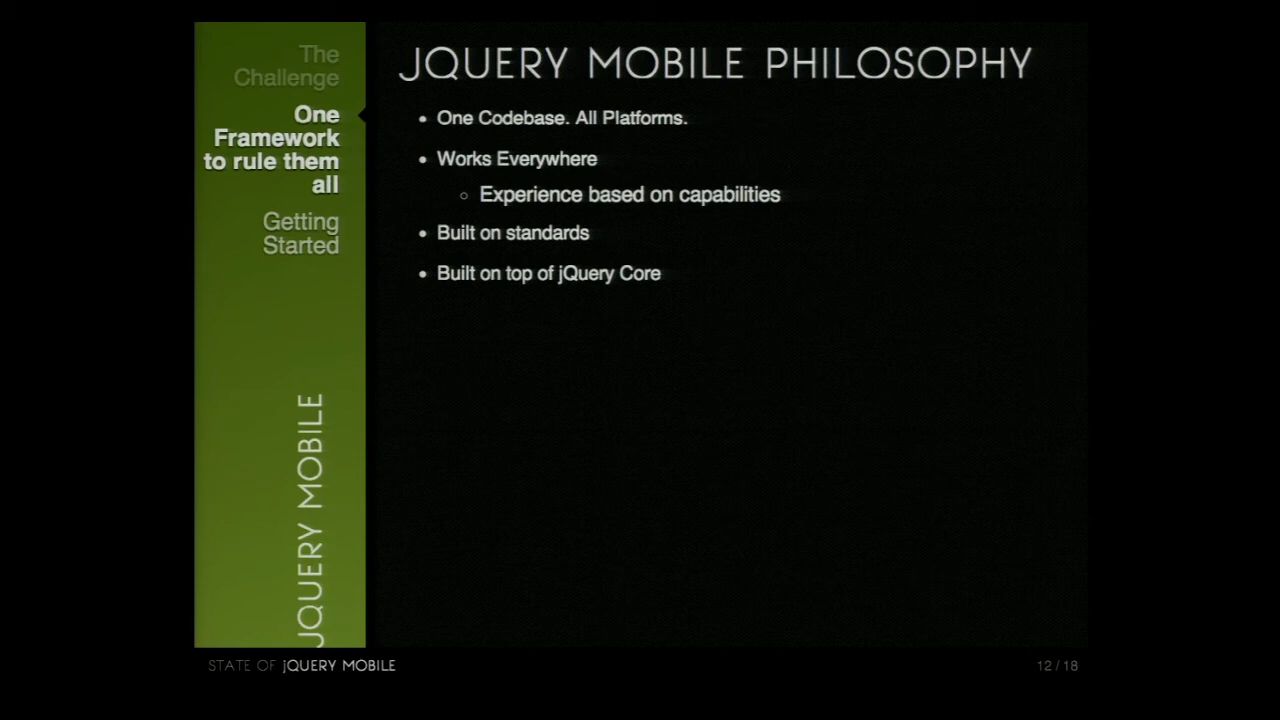 The
Challenge
One
Framework
to rule them
all
Getting
Started
JQUERY MOBILE
JQUERY MOBILE PHILOSOPHY
One Codebase. All Platforms.
Works Everywhere
Experience based on capabilities
Built on standards
Built on top of jQuery Core
STATE OF jQUERY MOBILE
12 / 18